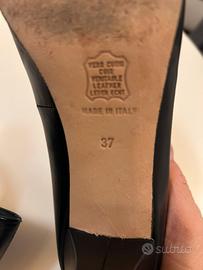 VERO CUOIO
CUIR
VERITABLE
LEATHER
LEDER ECHT
MADE IN ITALY
37
subito